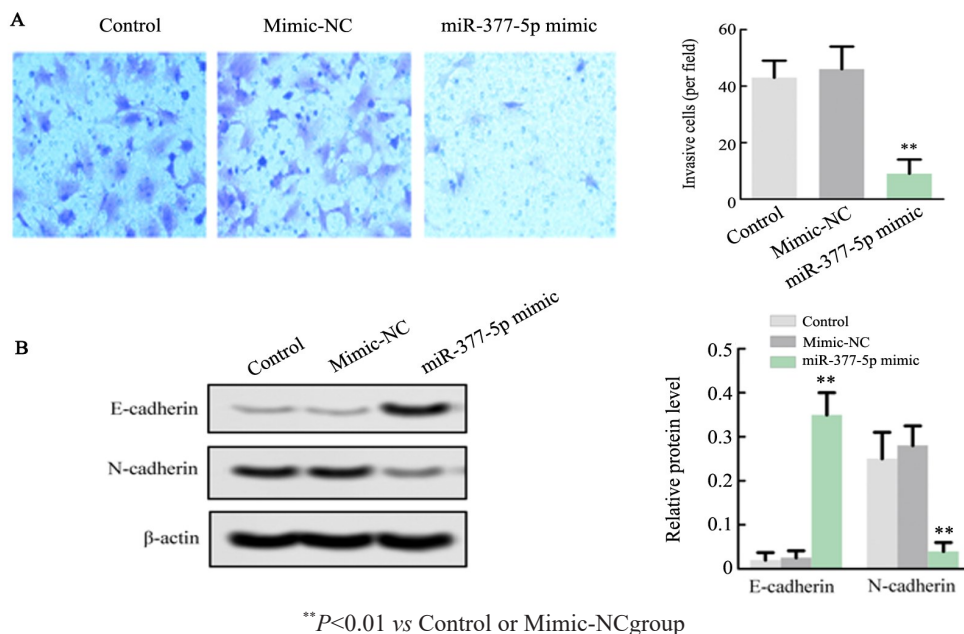 A
Control
Mimic-NC
miR-377-5p mimic
Invasive cells (per field)
60
40
20
0
**
Control
Mimic-NC
miR-377-5p mimic
B
Control
Mimic-NC
miR-377-5p mimic
E-cadherin
N-cadherin
β-actin
Control
Mimic-NC
miR-377-5p mimic
Relative protein level
0.5
0.4
0.3
0.2
0.1
0
**
**
E-cadherin
N-cadherin
**P<0.01 vs Control or Mimic-NCgroup